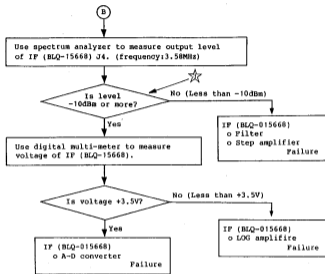 B
Use spectrum analyzer to measure output level
of IF (BLQ-15668) J4. (frequency:3.58MHz)
Is level
-10dBm or more?
No (Less than -10dBm)
Yes
IF (BLQ-015668)
o Filter
o Step amplifier
Failure
Use digital multi-meter to measure
voltage of IF (BLQ-15668).
Is voltage +3.5V?
No (Less than +3.5V)
Yes
IF (BLQ-015668)
o LOG amplifire
Failure
IF (BLQ-015668)
o A-D converter
Failure